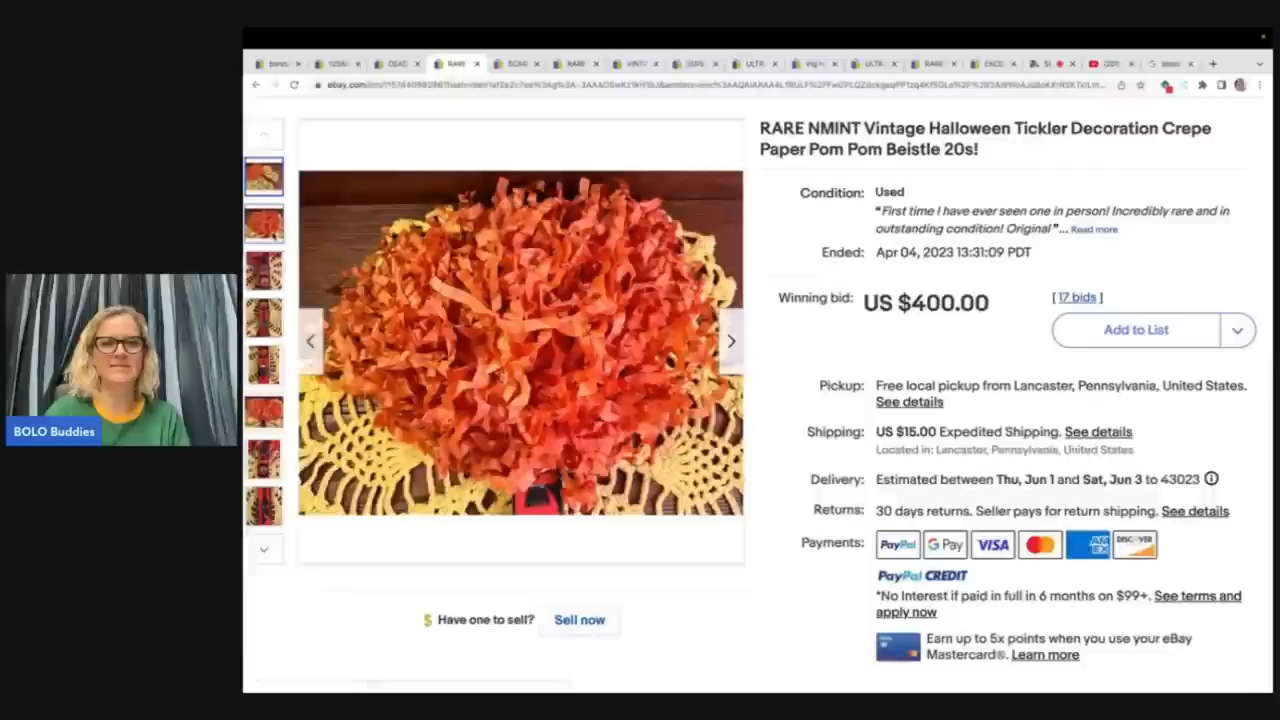 RARE
ebay.com
RARE NMINT Vintage Halloween Tickler Decoration Crepe
Paper Pom Pom Beistle 20s!
Condition: Used
"First time I have ever seen one in person! Incredibly rare and in
outstanding condition! Original"... Read more
Ended: Apr 04, 2023 13:31:09 PDT
Winning bid: US $400.00 [ 17 bids ]
Add to List
Pickup: Free local pickup from Lancaster, Pennsylvania, United States.
See details
Shipping: US $15.00 Expedited Shipping. See details
Located in: Lancaster, Pennsylvania, United States
Delivery: Estimated between Thu, Jun 1 and Sat, Jun 3 to 43023
Returns: 30 days returns. Seller pays for return shipping. See details
Payments: PayPal G Pay VISA AM EX DISCOVER
PayPal CREDIT
*No Interest if paid in full in 6 months on $99+. See terms and
apply now
Earn up to 5x points when you use your eBay
Mastercard®. Learn more
$ Have one to sell? Sell now
BOLO Buddies